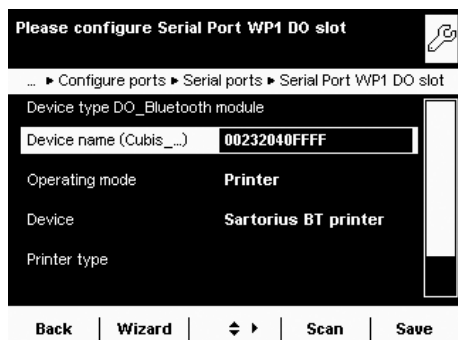 Please configure Serial Port WP1 DO slot
... ▸ Configure ports ▸ Serial ports ▸ Serial Port WP1 DO slot
Device type DO_Bluetooth module
Device name (Cubis_...) 00232040FFFF
Operating mode Printer
Device Sartorius BT printer
Printer type
Back Wizard Scan Save